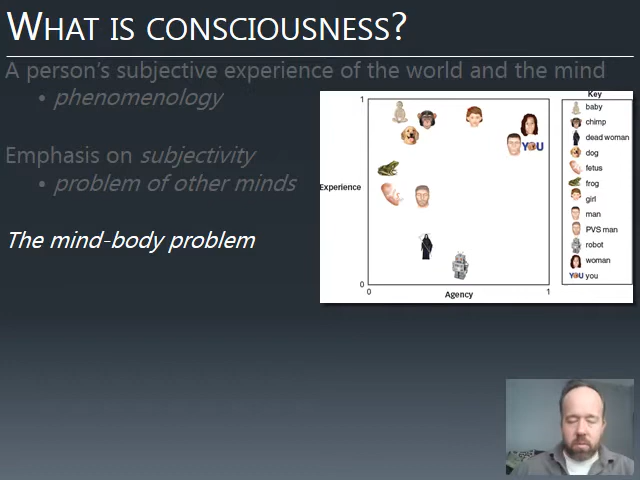 WHAT IS CONSCIOUSNESS?
A person's subjective experience of the world and the mind
• phenomenology
Emphasis on subjectivity
• problem of other minds
The mind-body problem
1
Experience
0
0
Agency
1
YOU
Key
baby
chimp
dead woman
dog
fetus
frog
girl
man
PVS man
robot
woman
YOU you